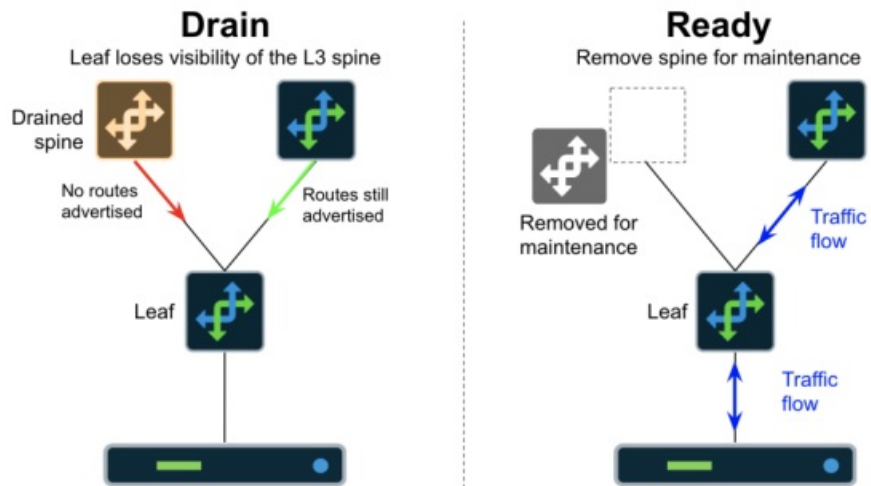 Drain
Leaf loses visibility of the L3 spine
Drained
spine
No routes
advertised
Routes still
advertised
Leaf
Ready
Remove spine for maintenance
Removed for
maintenance
Traffic
flow
Leaf
Traffic
flow